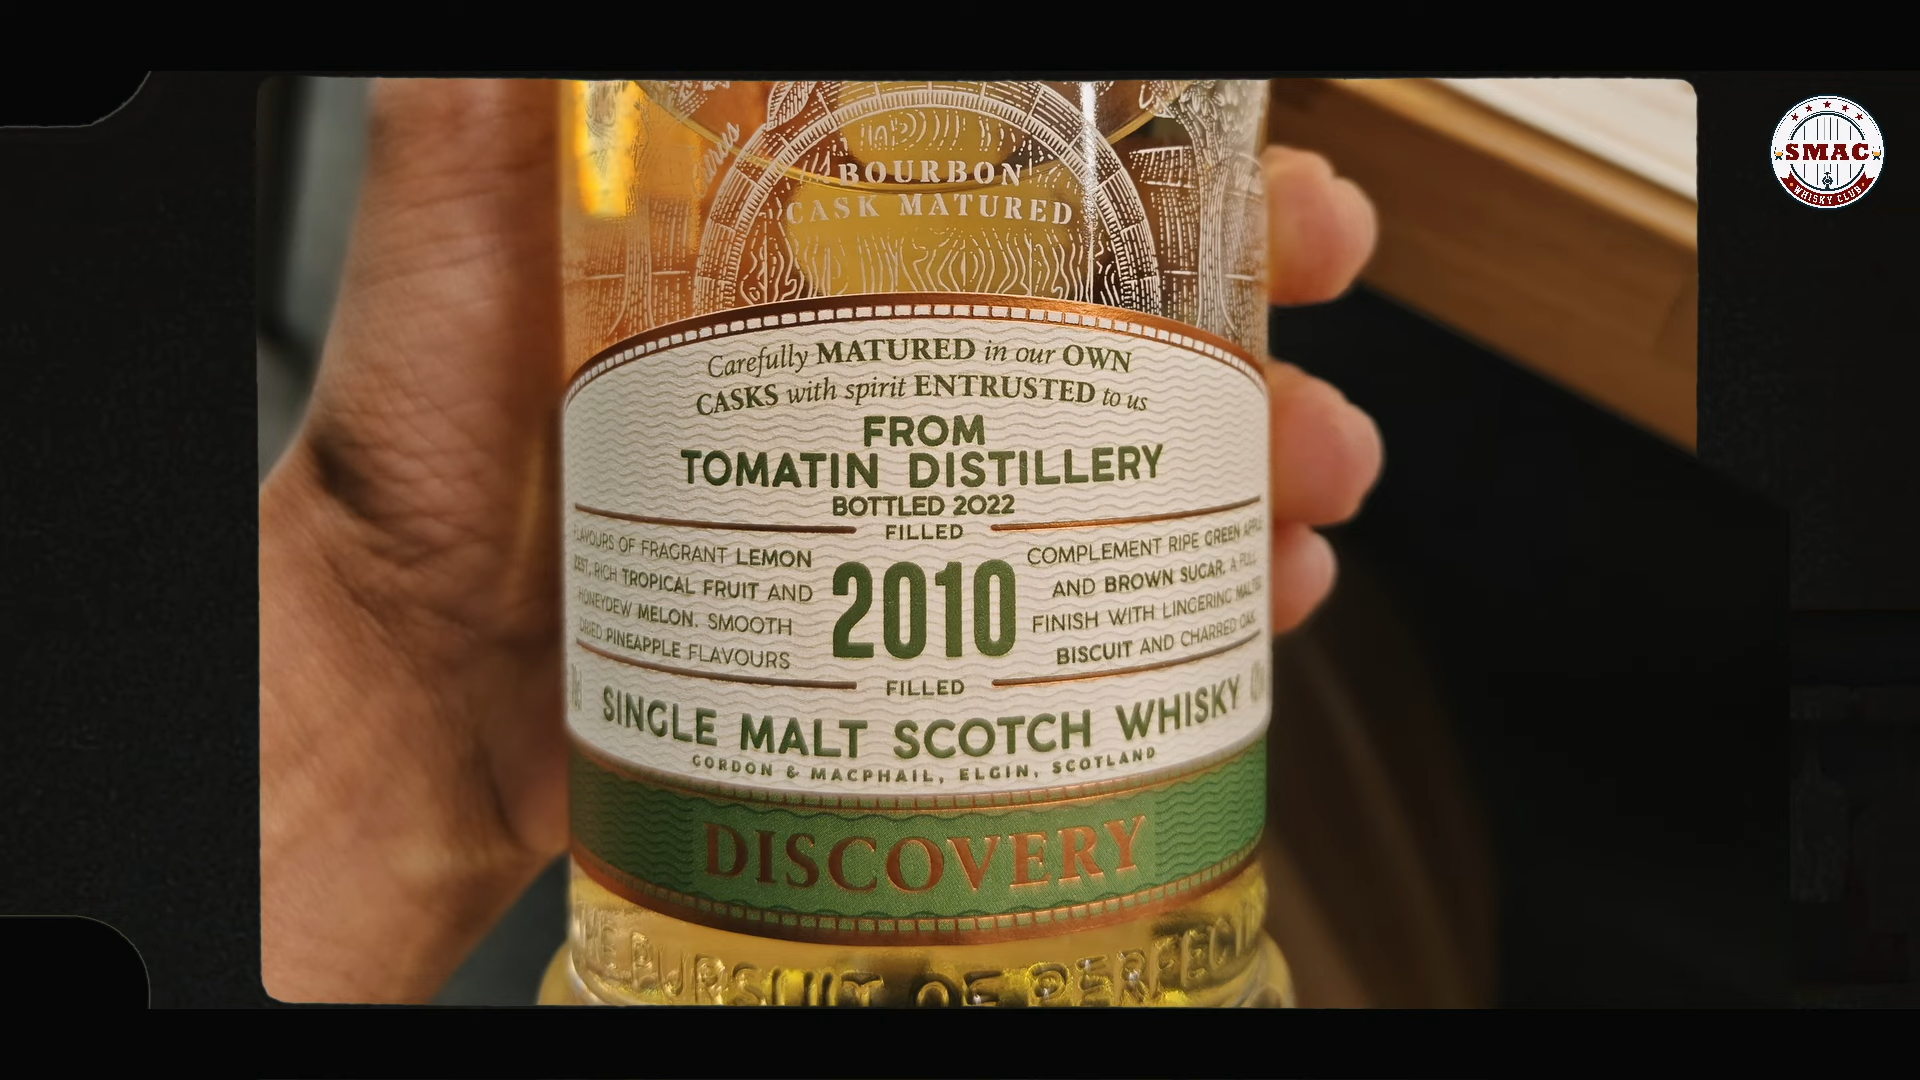 BOURBON
CASK MATURED
Carefully MATURED in our OWN
CASKS with spirit ENTRUSTED to us
FROM
TOMATIN DISTILLERY
BOTTLED 2022
FILLED
FLAVOURS OF FRAGRANT LEMON
ZEST, RICH TROPICAL FRUIT AND
HONEYDEW MELON. SMOOTH
DRIED PINEAPPLE FLAVOURS
2010
COMPLEMENT RIPE GREEN APPLE
AND BROWN SUGAR. A FULL
FINISH WITH LINGERING MALTED
BISCUIT AND CHARRED OAK.
FILLED
SINGLE MALT SCOTCH WHISKY
GORDON & MACPHAIL, ELGIN, SCOTLAND
DISCOVERY
PURSUIT OF
SMAC
WHISKY CLUB